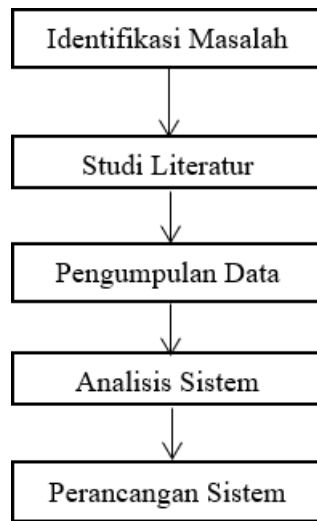 Identifikasi Masalah
Studi Literatur
Pengumpulan Data
Analisis Sistem
Perancangan Sistem